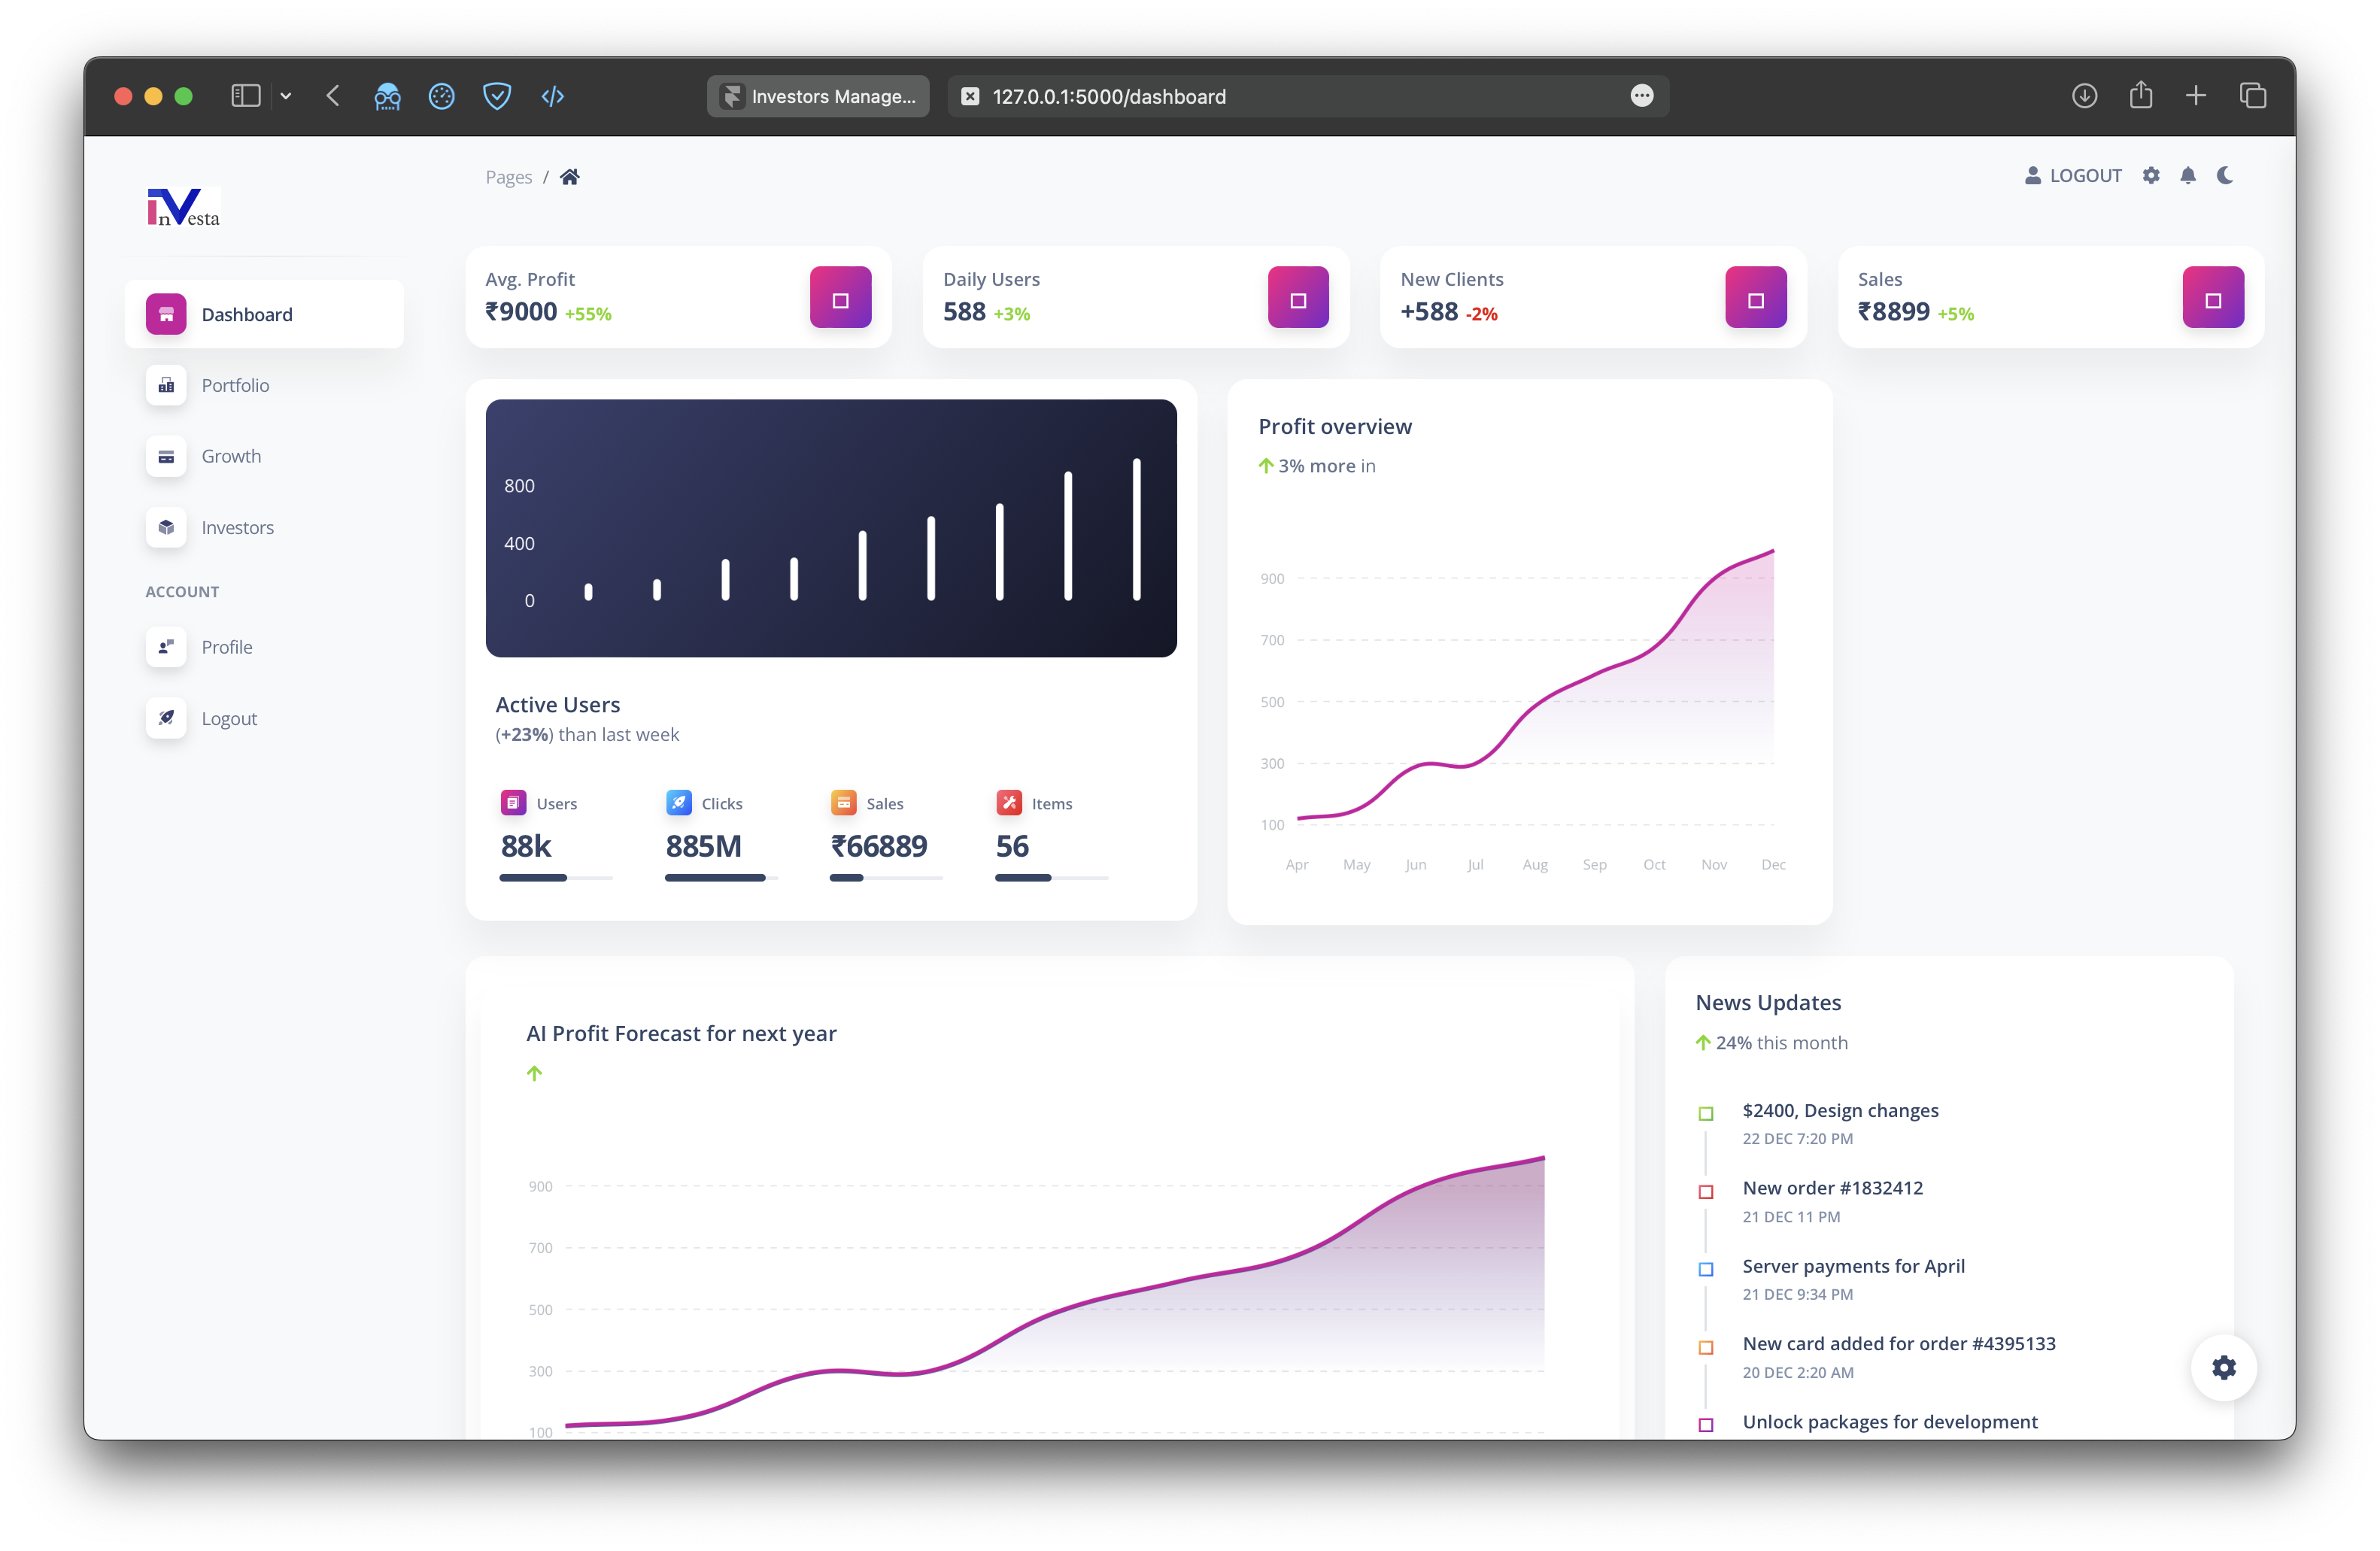 Investors Manage...
127.0.0.1:5000/dashboard
inVesta
Pages /
LOGOUT
Dashboard
Portfolio
Growth
Investors
ACCOUNT
Profile
Logout
Avg. Profit
₹9000 +55%
Daily Users
588 +3%
New Clients
+588 -2%
Sales
₹8899 +5%
800
400
0
Active Users
(+23%) than last week
Users
88k
Clicks
885M
Sales
₹66889
Items
56
Profit overview
3% more in
900
700
500
300
100
Apr May Jun Jul Aug Sep Oct Nov Dec
AI Profit Forecast for next year
900
700
500
300
100
News Updates
24% this month
$2400, Design changes
22 DEC 7:20 PM
New order #1832412
21 DEC 11 PM
Server payments for April
21 DEC 9:34 PM
New card added for order #4395133
20 DEC 2:20 AM
Unlock packages for development